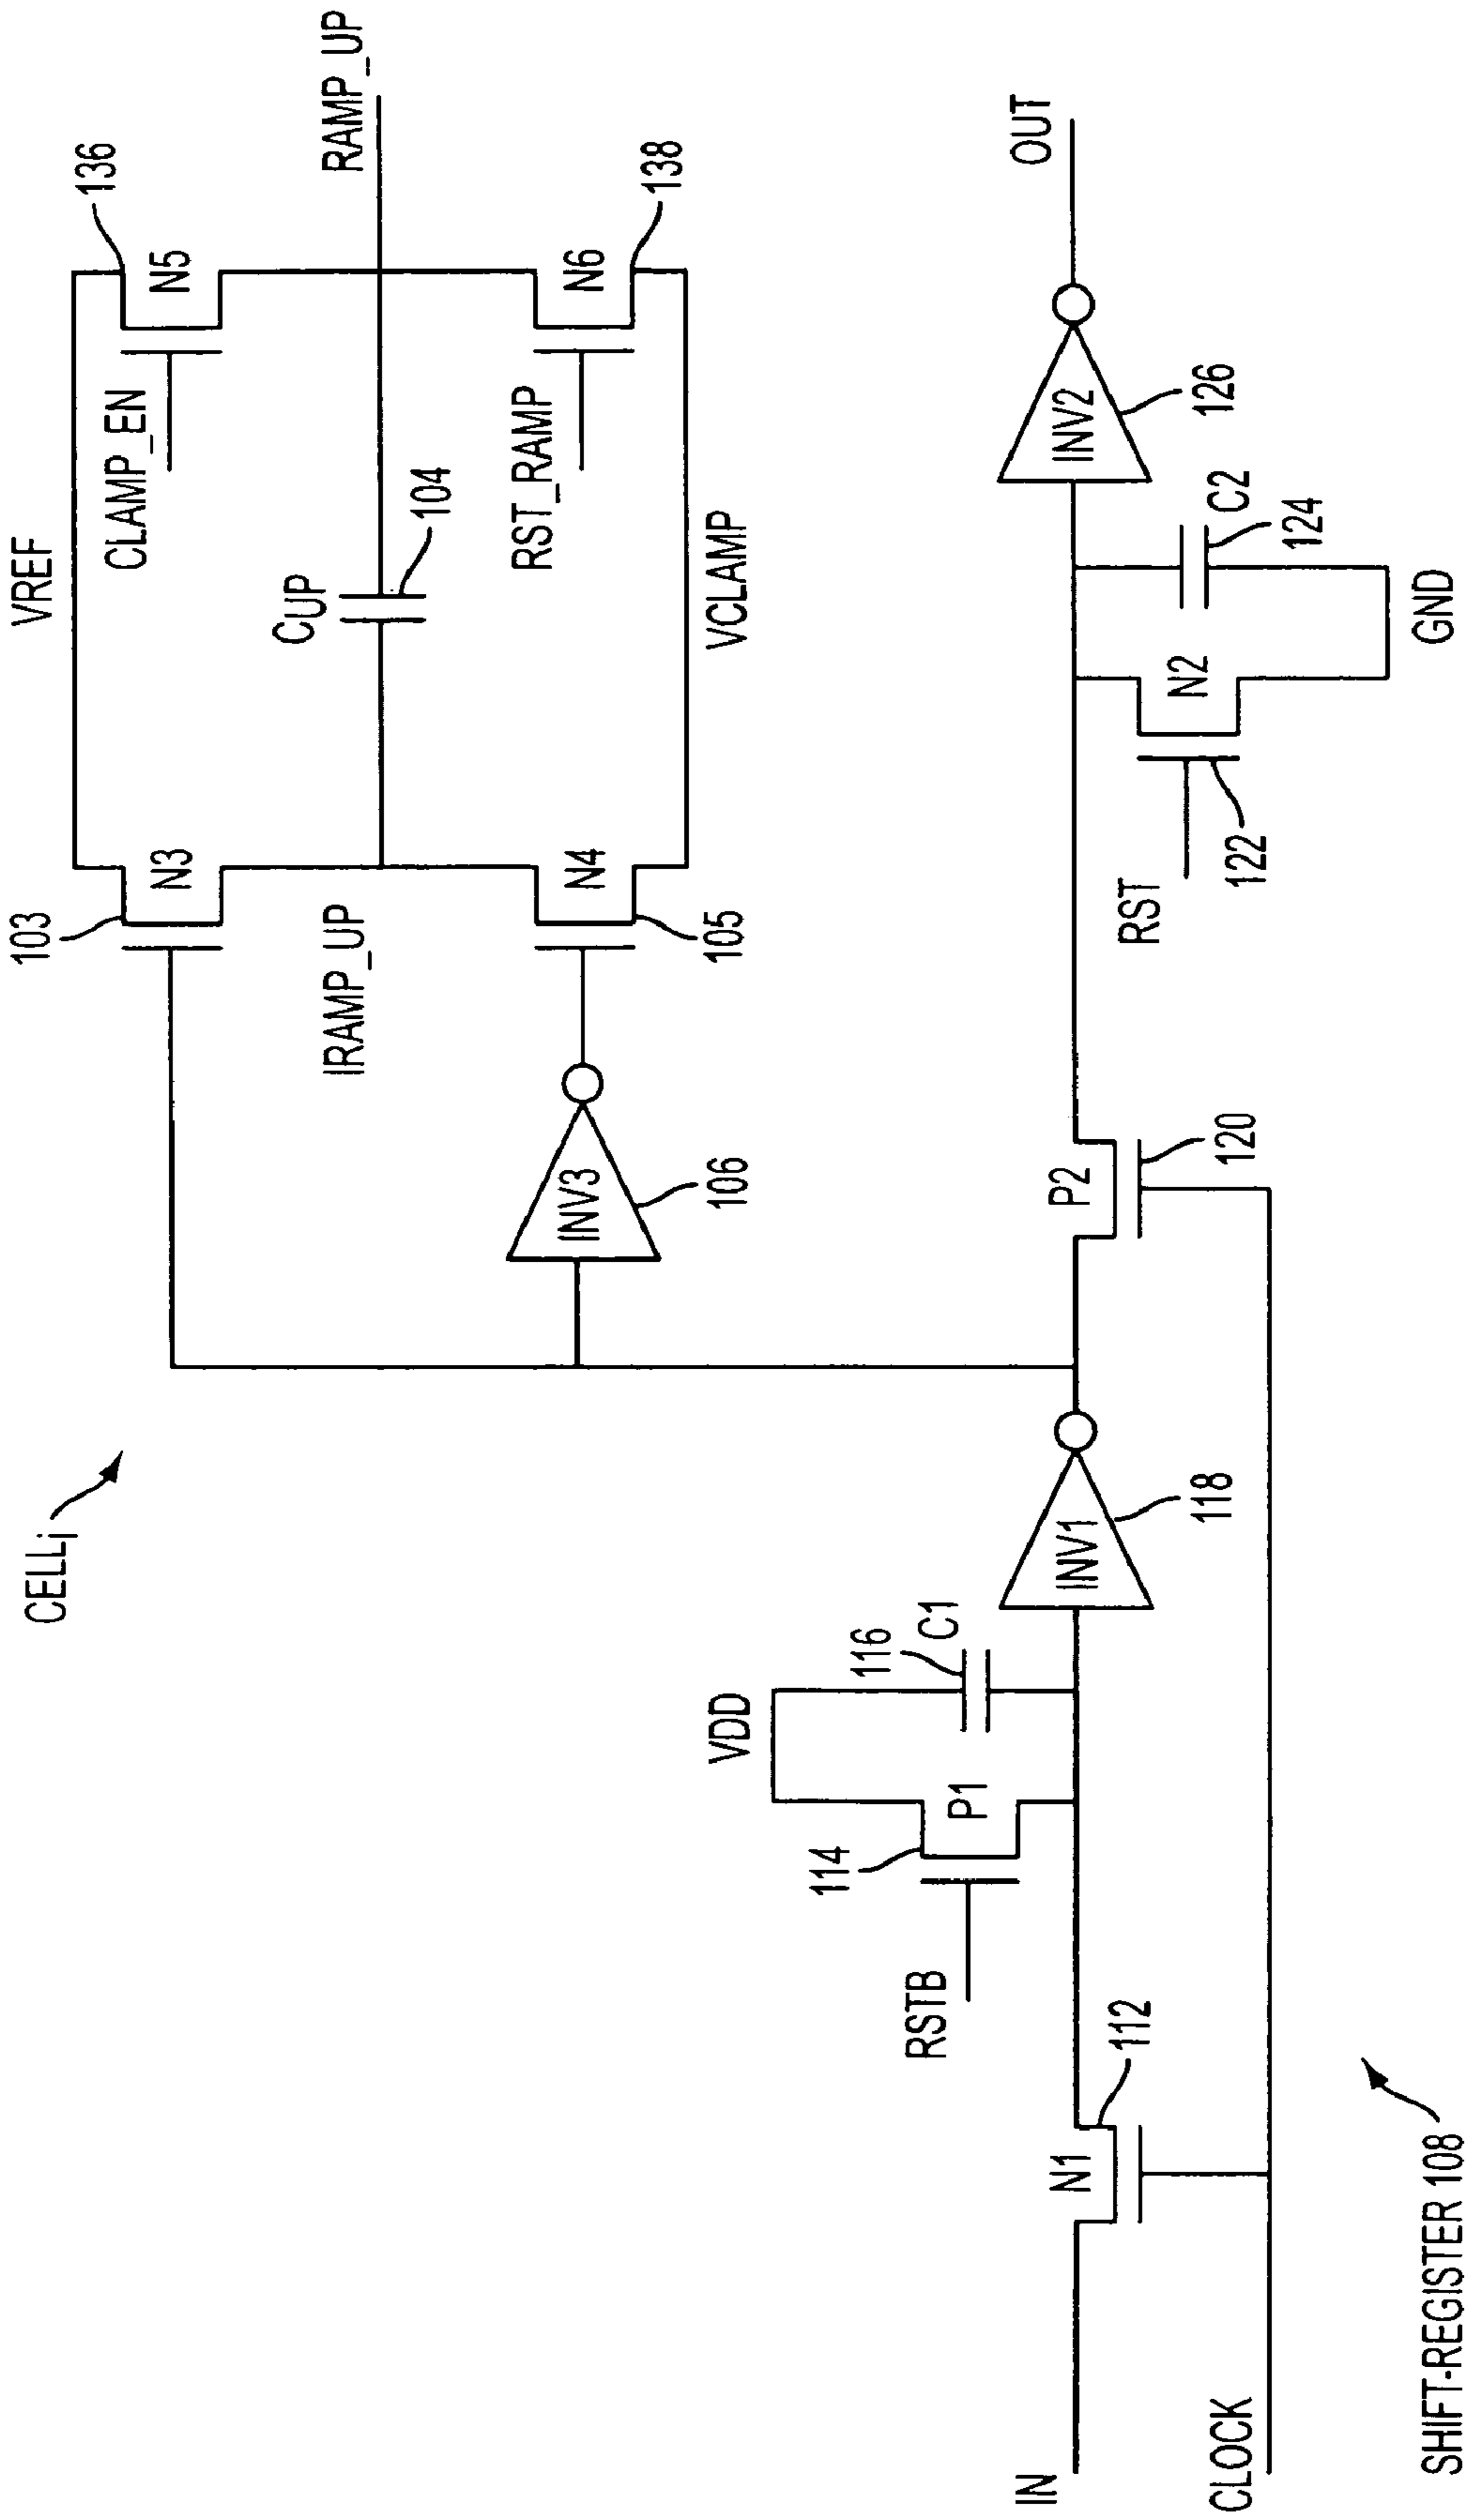 CELLi
103
N3
VREF
136
N5
CLAMP_EN
RAMP_UP
IRAMP_UP
CUP
104
RST_RAMP
N6
138
INV3
106
N4
105
VCLAMP
VDD
114
P1
116
C1
RSTB
IN
N1
112
INV1
118
P2
120
RST
122
N2
C2
124
GND
INV2
126
OUT
CLOCK
SHIFT-REGISTER 108